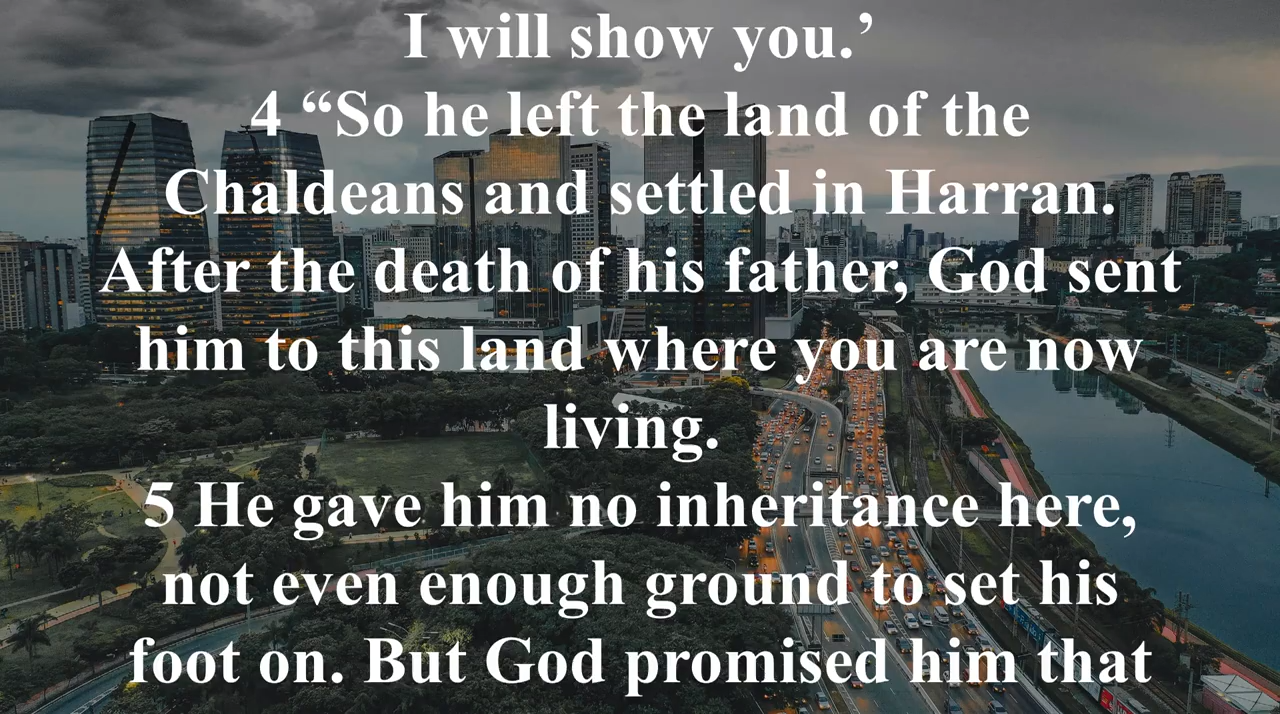 I will show you.’
4 “So he left the land of the
Chaldeans and settled in Harran.
After the death of his father, God sent
him to this land where you are now
living.
5 He gave him no inheritance here,
not even enough ground to set his
foot on. But God promised him that